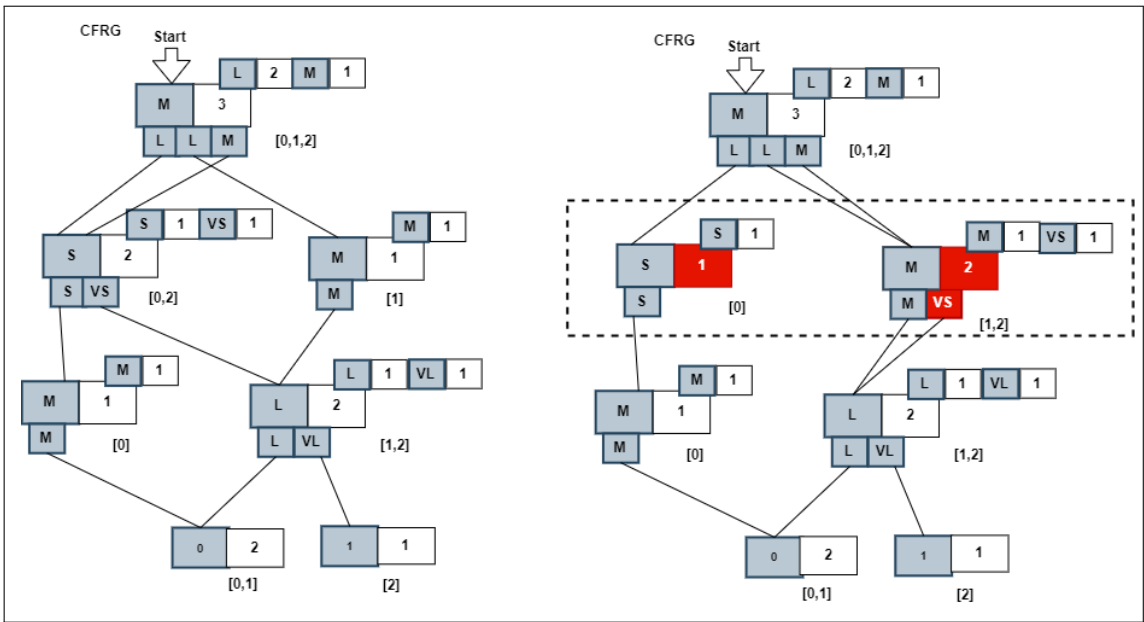 CFRG
Start
L 2 M 1
M 3
L L M
[0,1,2]
S 1 VS 1
M 1
S 2
M 1
S VS
[0,2]
M
[1]
M 1
L 1 VL 1
M 1
L 2
M
[0]
L VL
[1,2]
0 2
1 1
[0,1]
[2]
CFRG
Start
L 2 M 1
M 3
L L M
[0,1,2]
S 1
M 1 VS 1
S 1
M 2
S
[0]
M VS
[1,2]
M 1
L 1 VL 1
M 1
L 2
M
[0]
L VL
[1,2]
0 2
1 1
[0,1]
[2]